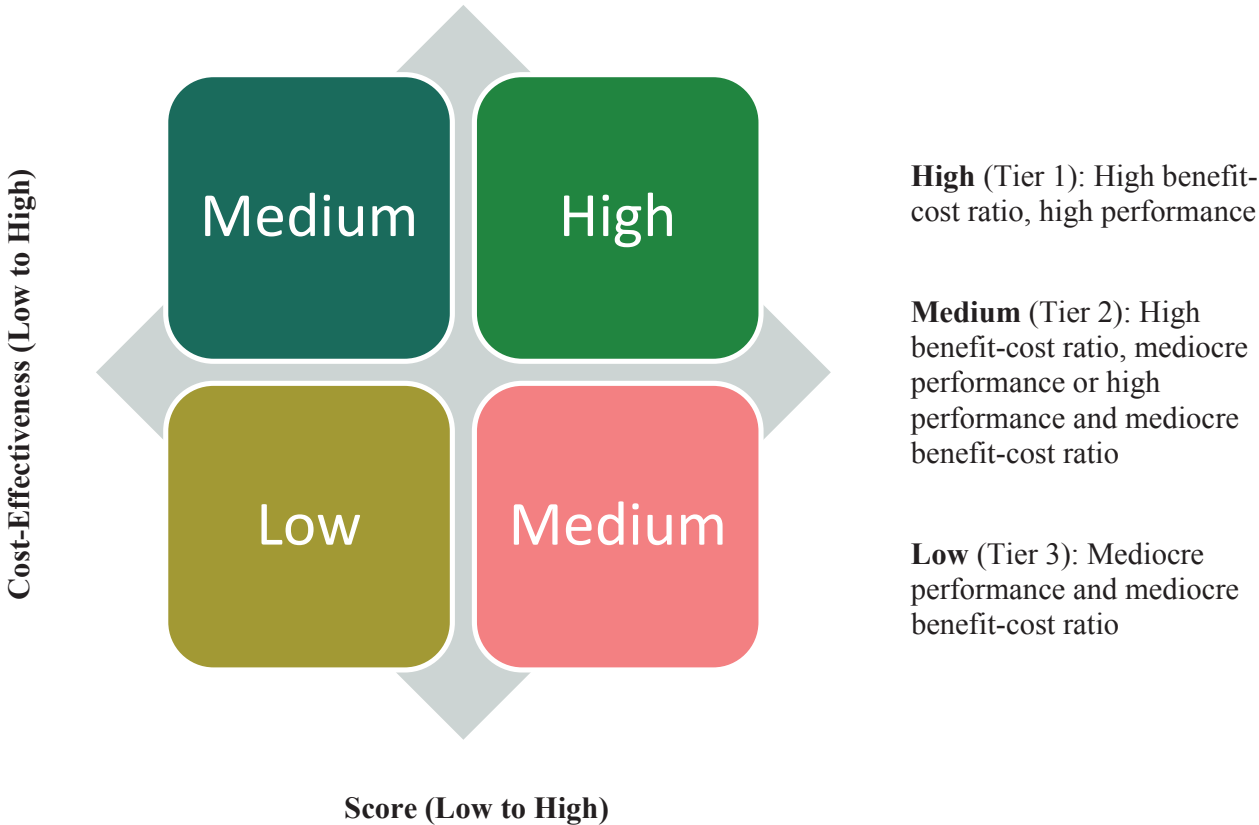 Cost-Effectiveness (Low to High)
Medium
High
Low
Medium
High (Tier 1): High benefit-
cost ratio, high performance
Medium (Tier 2): High
benefit-cost ratio, mediocre
performance or high
performance and mediocre
benefit-cost ratio
Low (Tier 3): Mediocre
performance and mediocre
benefit-cost ratio
Score (Low to High)